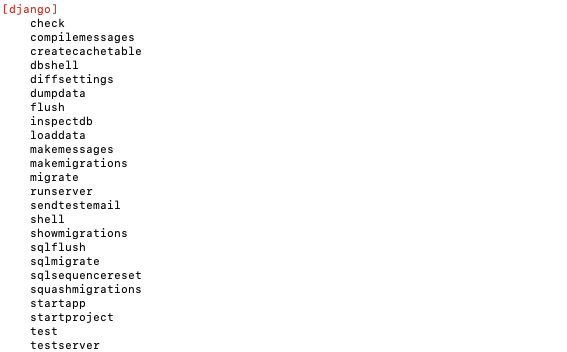 [django]
check
compilemessages
createcachetable
dbshell
diffsettings
dumpdata
flush
inspectdb
loaddata
makemessages
makemigrations
migrate
runserver
sendtestemail
shell
showmigrations
sqlflush
sqlmigrate
sqlsequencereset
squashmigrations
startapp
startproject
test
testserver